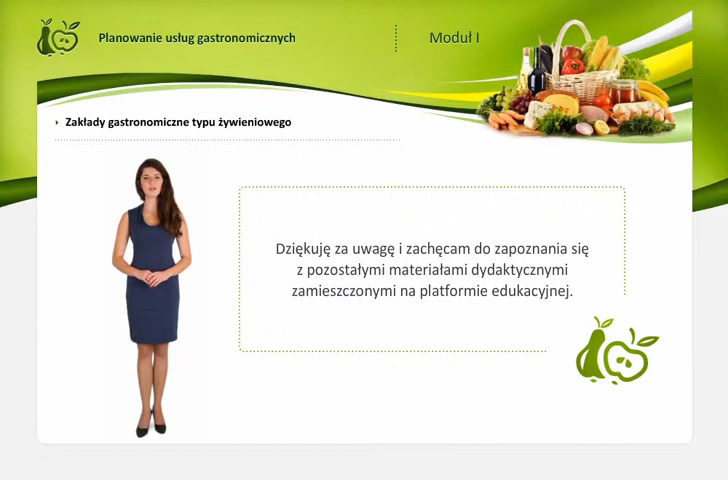 Planowanie usług gastronomicznych
Moduł I
Zakłady gastronomiczne typu żywieniowego
Dziękuję za uwagę i zachęcam do zapoznania się
z pozostałymi materiałami dydaktycznymi
zamieszczonymi na platformie edukacyjnej.